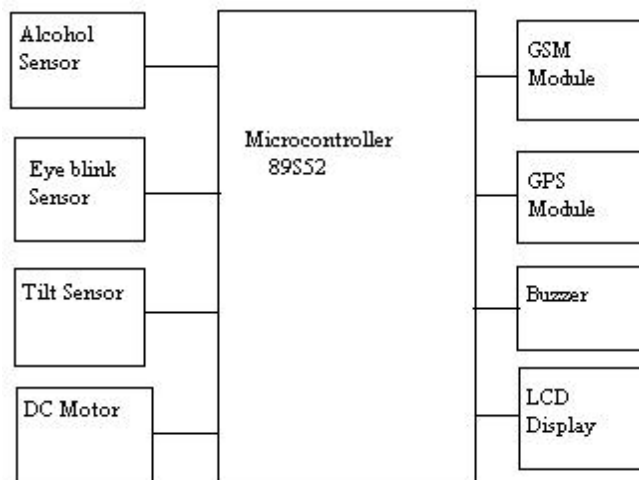 Alcohol
Sensor
Eye blink
Sensor
Tilt Sensor
DC Motor
Microcontroller
89S52
GSM
Module
GPS
Module
Buzzer
LCD
Display